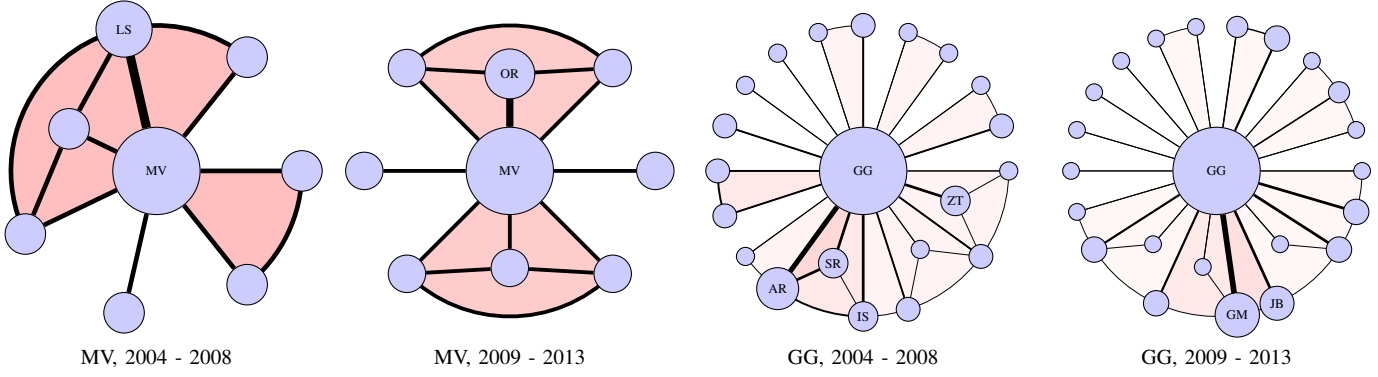 LS
MV
OR
MV
GG
ZT
SR
AR
IS
GG
GM
JB
MV, 2004 - 2008
MV, 2009 - 2013
GG, 2004 - 2008
GG, 2009 - 2013